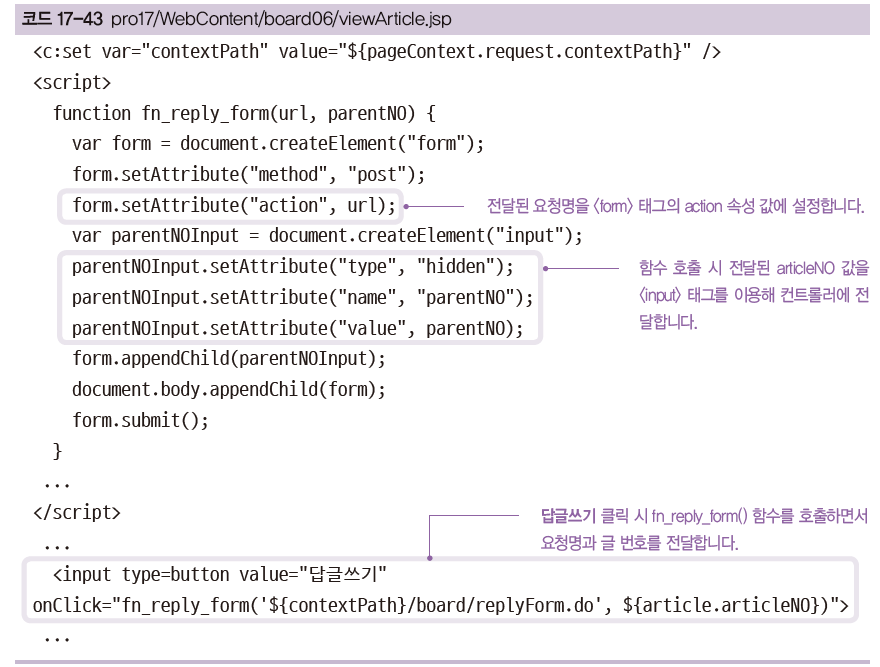 코드 17-43 pro17/WebContent/board06/viewArticle.jsp
<c:set var="contextPath" value="${pageContext.request.contextPath}" />
<script>
function fn_reply_form(url, parentNO) {
var form = document.createElement("form");
form.setAttribute("method", "post");
form.setAttribute("action", url);
전달된 요청명을 〈form〉 태그의 action 속성 값에 설정합니다.
var parentNOInput = document.createElement("input");
parentNOInput.setAttribute("type", "hidden");
parentNOInput.setAttribute("name", "parentNO");
parentNOInput.setAttribute("value", parentNO);
함수 호출 시 전달된 articleNO 값을
〈input〉 태그를 이용해 컨트롤러에 전
달합니다.
form.appendChild(parentNOInput);
document.body.appendChild(form);
form.submit();
}
...
</script>
...
답글쓰기 클릭 시 fn_reply_form() 함수를 호출하면서
요청명과 글 번호를 전달합니다.
<input type=button value="답글쓰기"
onClick="fn_reply_form('${contextPath}/board/replyForm.do', ${article.articleNO})">
...